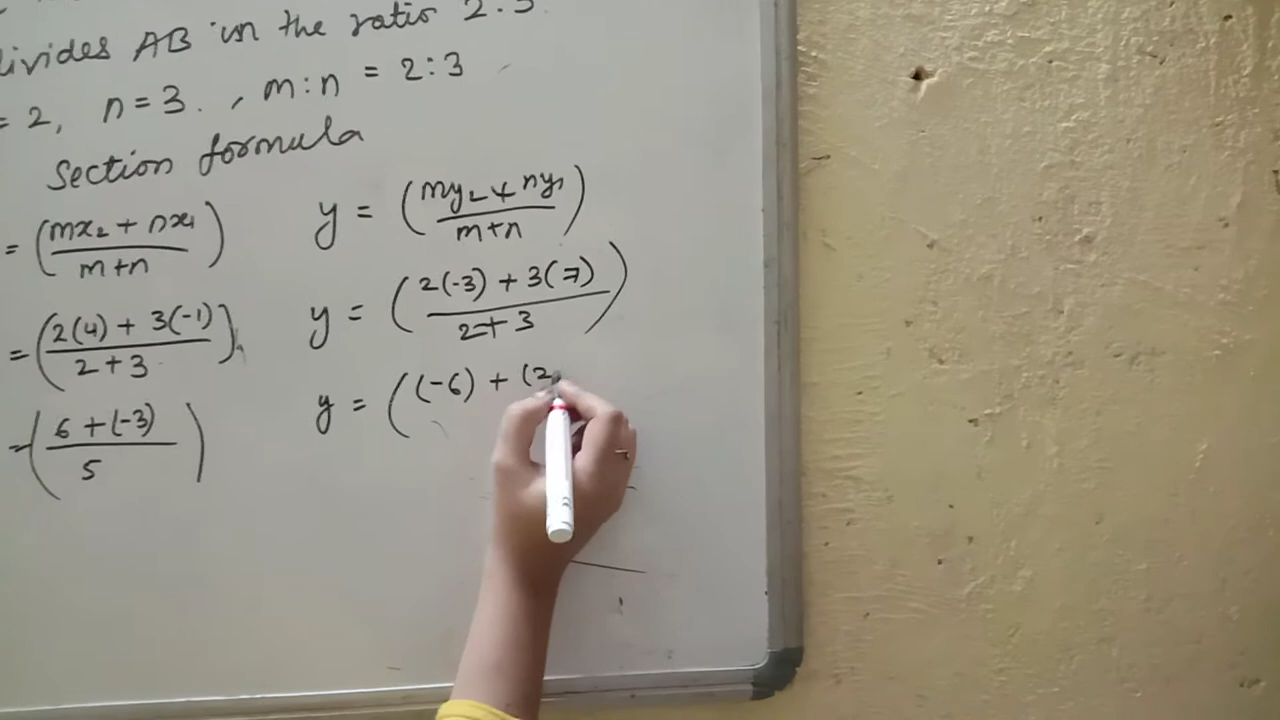 divides AB in the ratio 2:3
= 2, n = 3. , m:n = 2:3
Section formula
= (mx₂ + nx₁ / m+n) y = (my₂ + ny₁ / m+n)
= (2(4) + 3(-1) / 2+3) y = (2(-3) + 3(7) / 2+3)
= (6 + (-3) / 5) y = ((-6) + (2